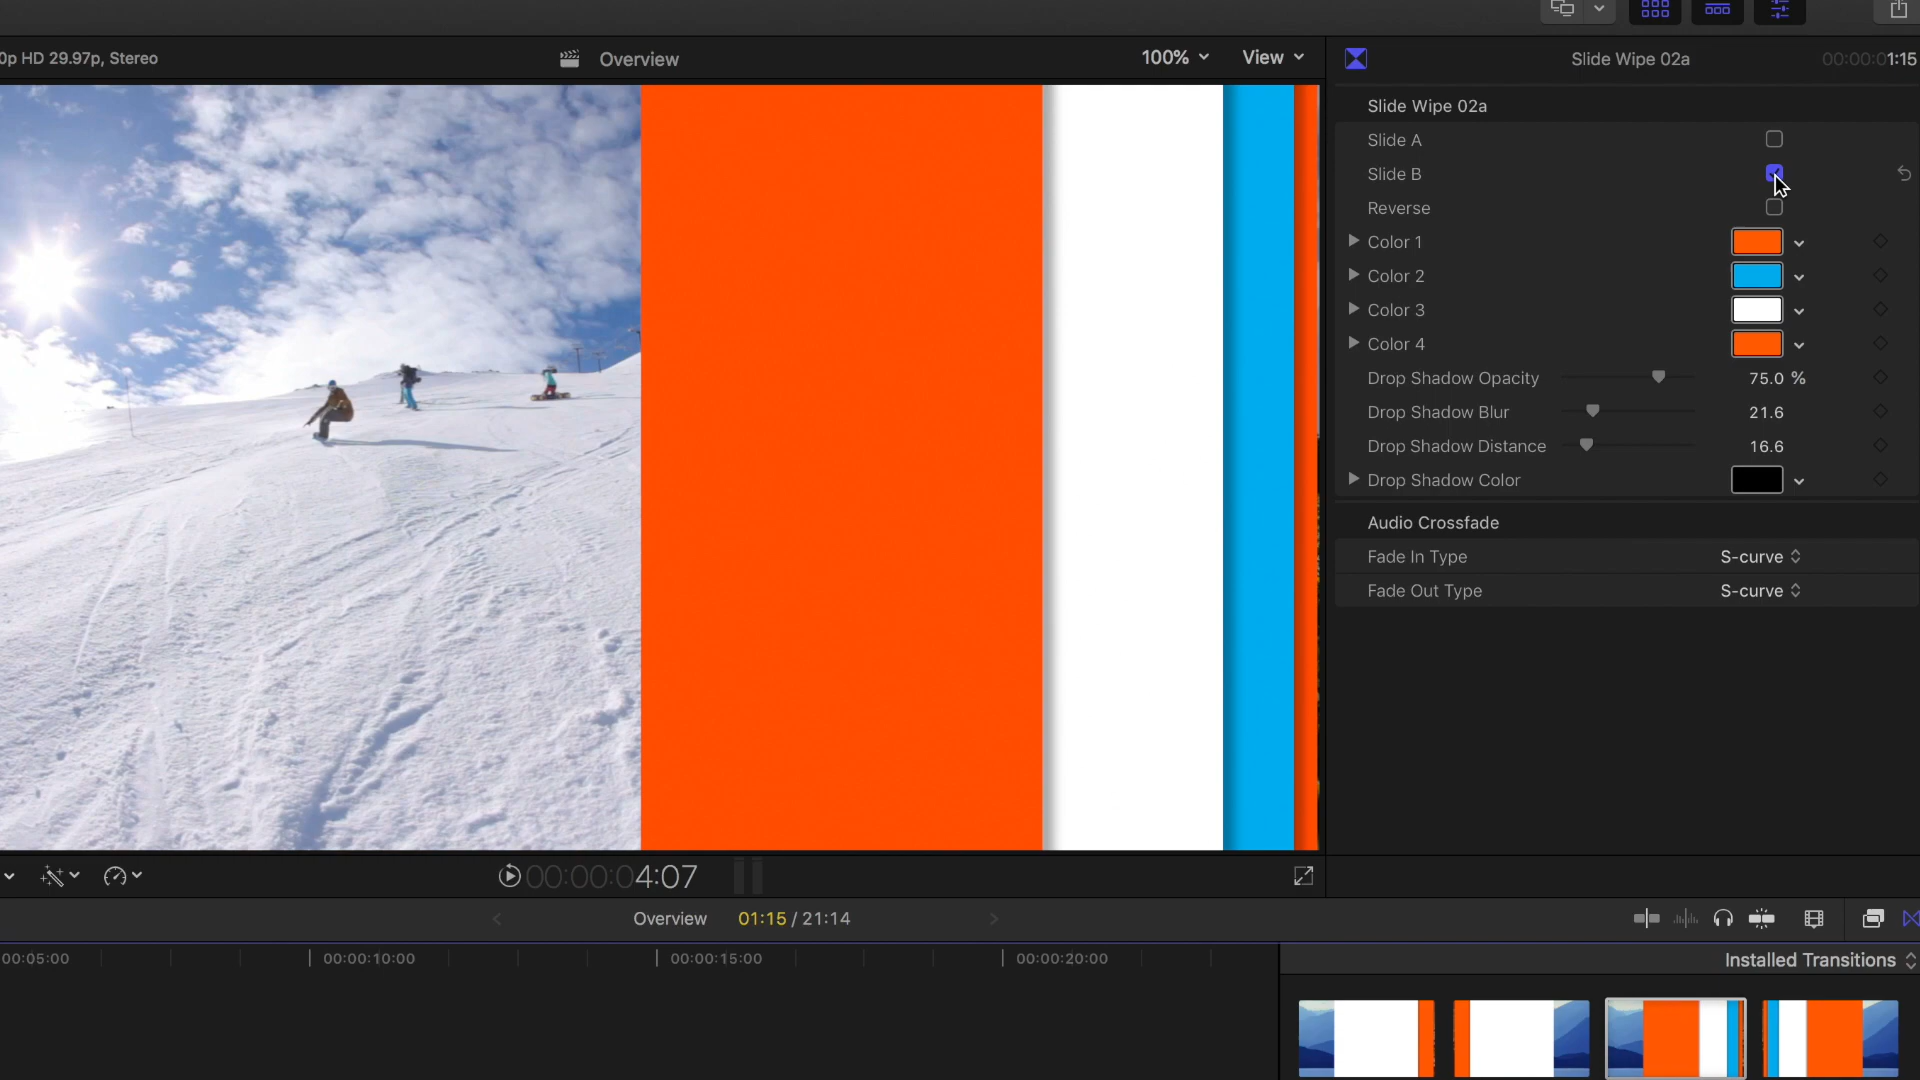 0p HD 29.97p, Stereo
Overview
100%
View
Slide Wipe 02a
00:00:01:15
Slide Wipe 02a
Slide A
Slide B
Reverse
Color 1
Color 2
Color 3
Color 4
Drop Shadow Opacity 75.0 %
Drop Shadow Blur 21.6
Drop Shadow Distance 16.6
Drop Shadow Color
Audio Crossfade
Fade In Type S-curve
Fade Out Type S-curve
00:00:04:07
Overview 01:15 / 21:14
00:05:00 00:00:10:00 00:00:15:00 00:00:20:00
Installed Transitions